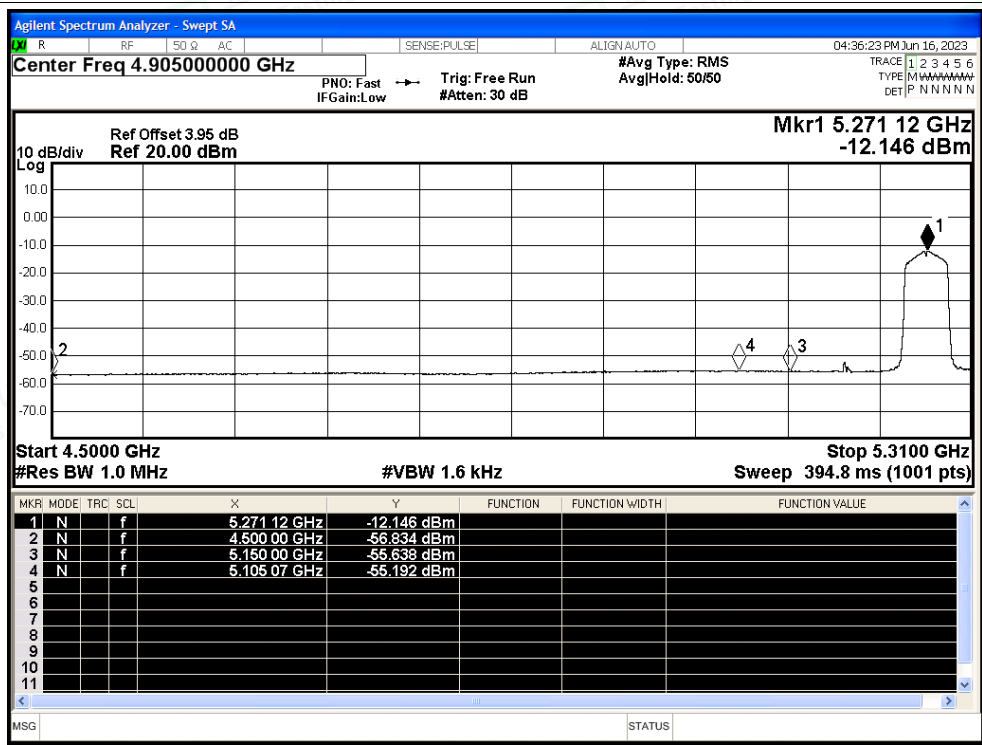 Agilent Spectrum Analyzer - Swept SA
LXI R RF 50 Ω AC SENSE:PULSE ALIGN AUTO 04:36:23 PM Jun 16, 2023
Center Freq 4.905000000 GHz #Avg Type: RMS TRACE 1 2 3 4 5 6
PNO: Fast Trig: Free Run Avg|Hold: 50/50 TYPE M WWWWW
IFGain:Low #Atten: 30 dB DET P N N N N N
Mkr1 5.271 12 GHz
Ref Offset 3.95 dB
10 dB/div Ref 20.00 dBm -12.146 dBm
Log
10.0
0.00
1
-10.0
-20.0
-30.0
-40.0
2 4 3
-50.0
-60.0
-70.0
Start 4.5000 GHz Stop 5.3100 GHz
#Res BW 1.0 MHz #VBW 1.6 kHz Sweep 394.8 ms (1001 pts)
MKR MODE TRC SCL X Y FUNCTION FUNCTION WIDTH FUNCTION VALUE
1 N f 5.271 12 GHz -12.146 dBm
2 N f 4.500 00 GHz -56.834 dBm
3 N f 5.150 00 GHz -55.638 dBm
4 N f 5.105 07 GHz -55.192 dBm
5
6
7
8
9
10
11
MSG STATUS